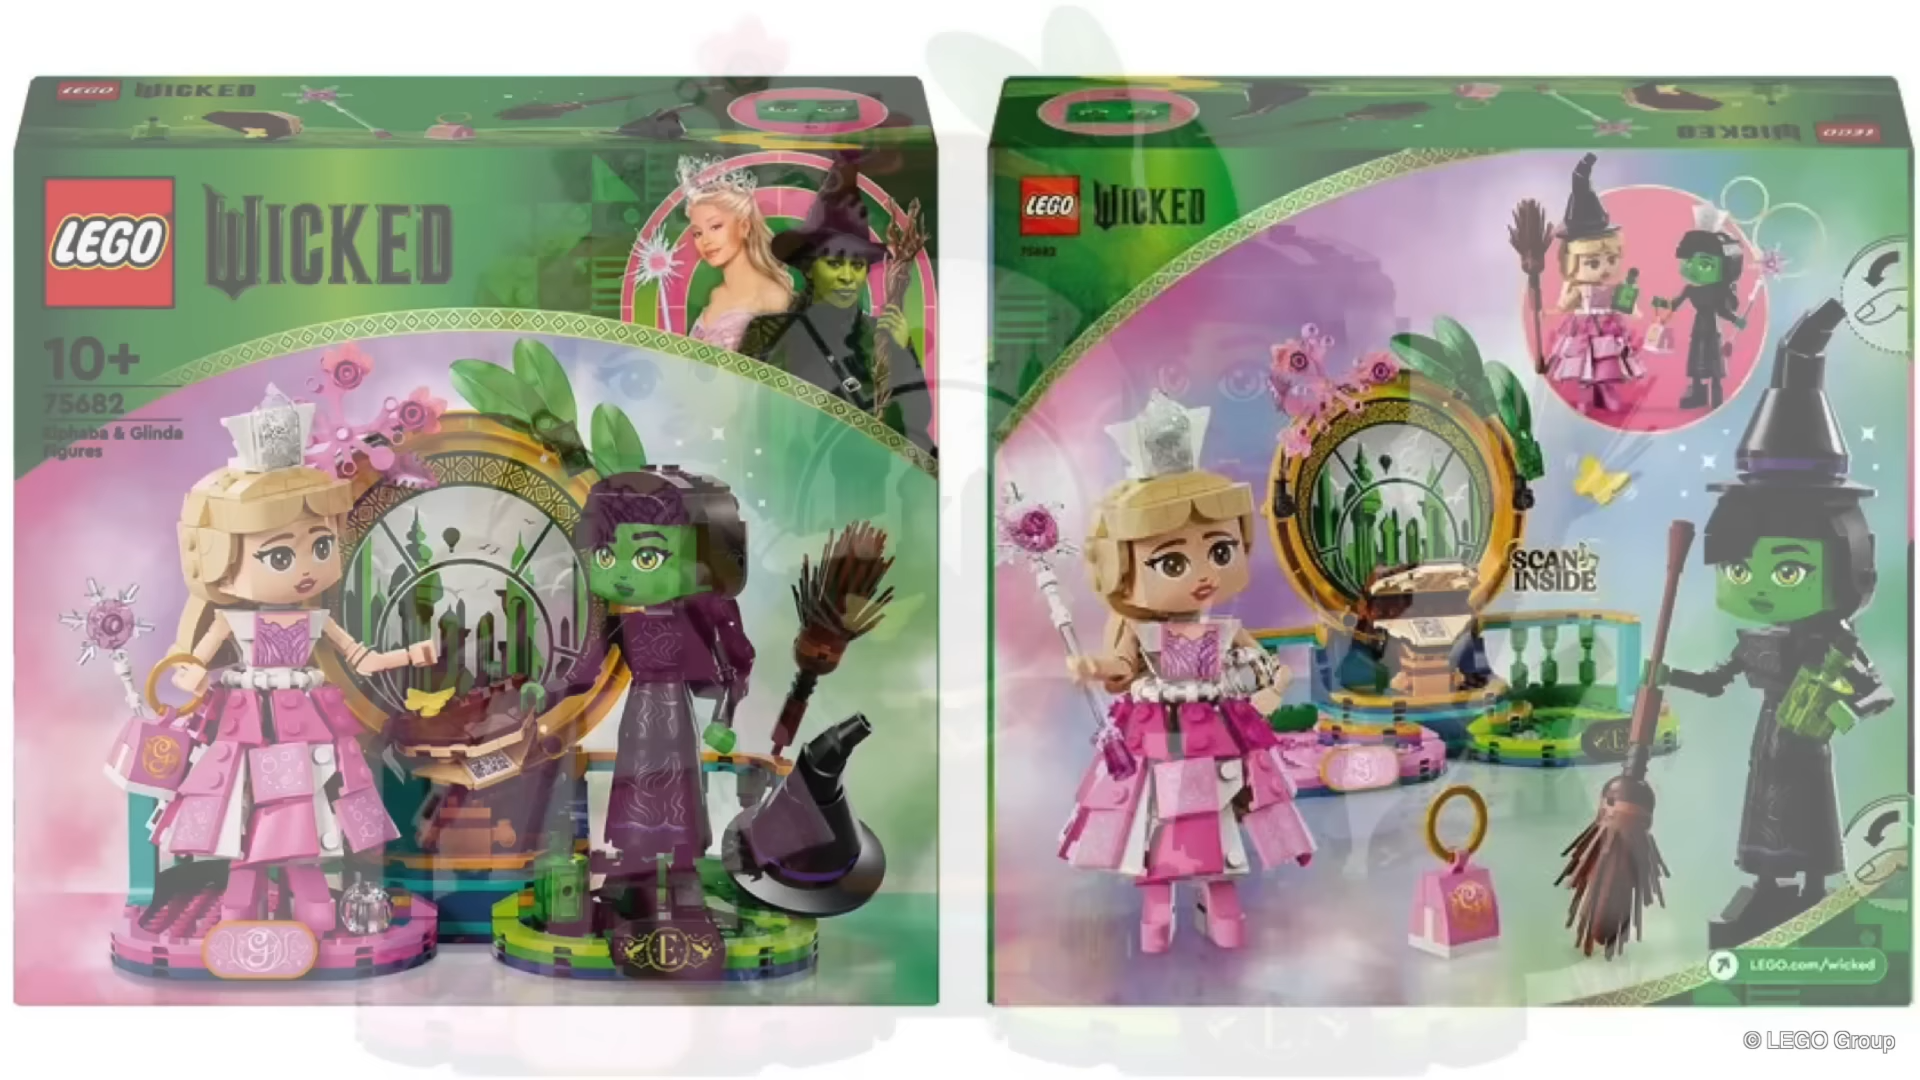 LEGO WICKED
LEGO
WICKED
10+
75682
Elphaba & Glinda
Figures
G
E
WICKED LEGO
LEGO WICKED
75682
SCAN
INSIDE
G
E
LEGO.com/wicked
© LEGO Group